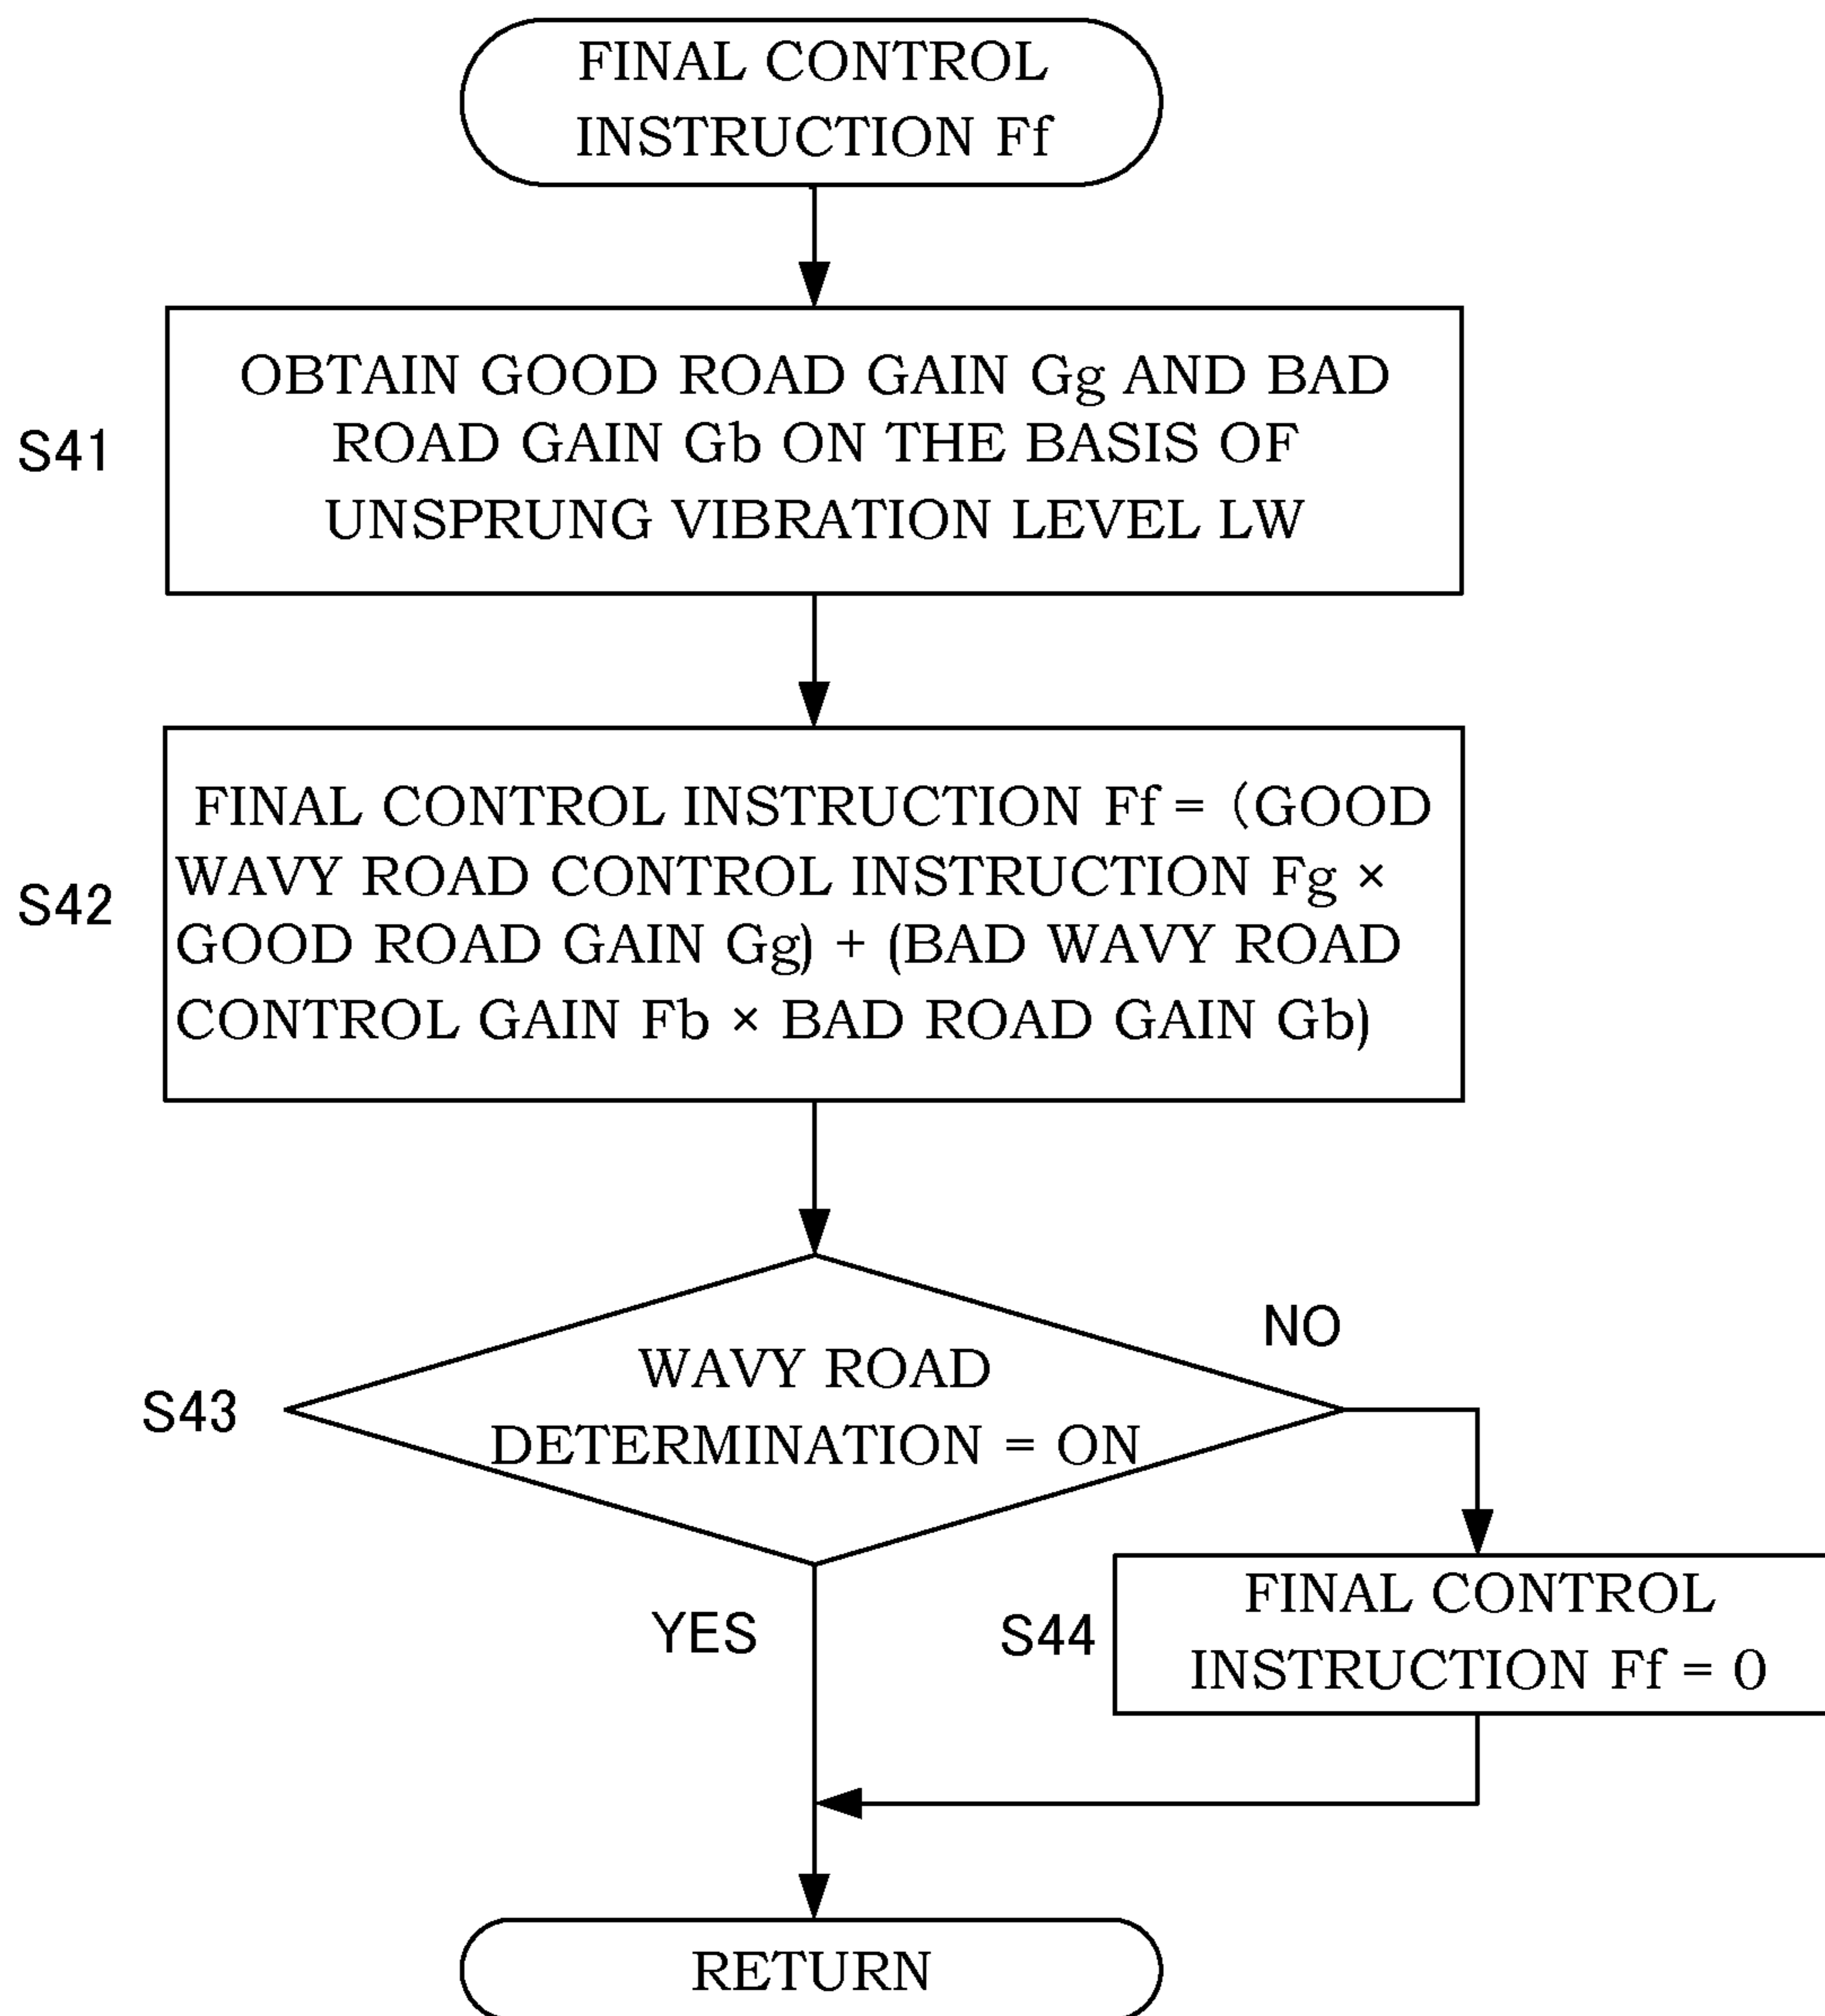 FINAL CONTROL
INSTRUCTION Ff
S41
OBTAIN GOOD ROAD GAIN Gg AND BAD
ROAD GAIN Gb ON THE BASIS OF
UNSPRUNG VIBRATION LEVEL LW
S42
FINAL CONTROL INSTRUCTION Ff = (GOOD
WAVY ROAD CONTROL INSTRUCTION Fg ×
GOOD ROAD GAIN Gg) + (BAD WAVY ROAD
CONTROL GAIN Fb × BAD ROAD GAIN Gb)
S43
WAVY ROAD
DETERMINATION = ON
NO
YES
S44
FINAL CONTROL
INSTRUCTION Ff = 0
RETURN